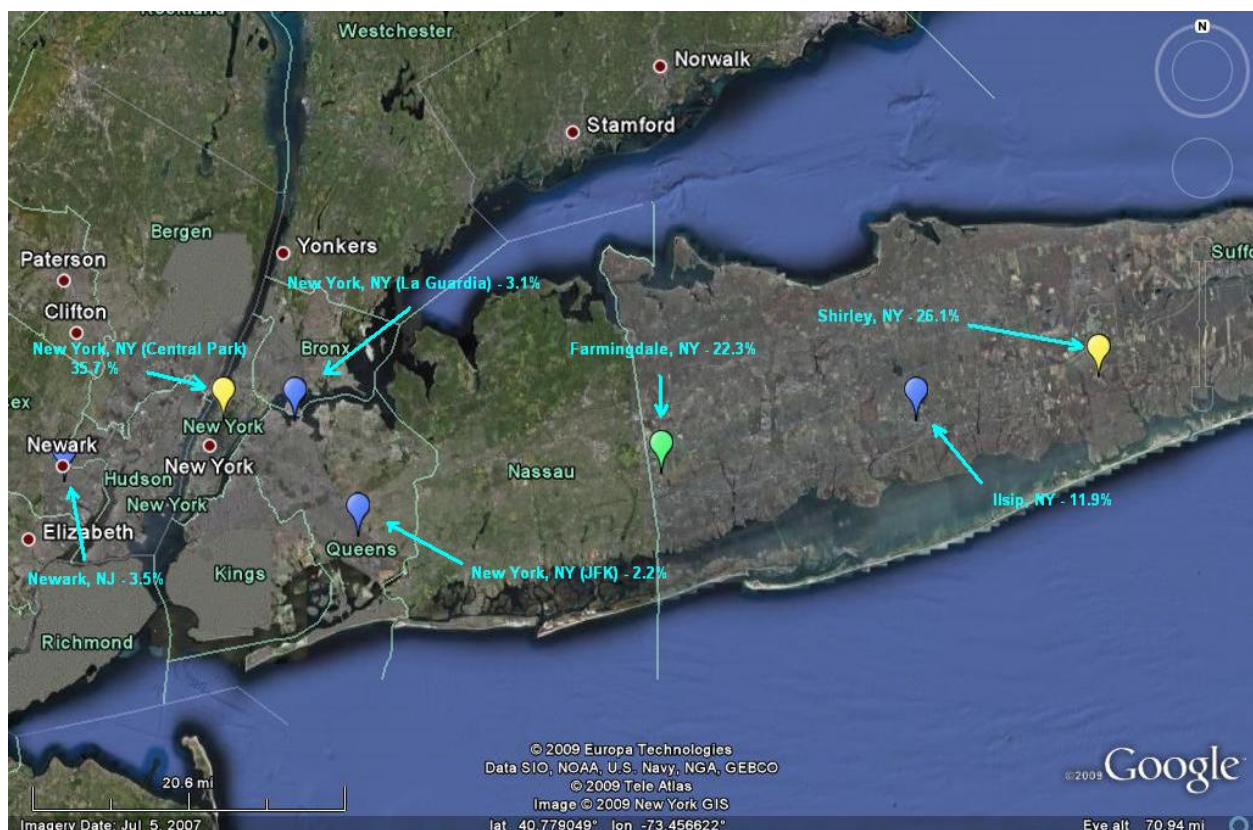 Rockland
Westchester
N
Norwalk
Stamford
Bergen
Yonkers
Paterson
Suffo
New York, NY (La Guardia) - 3.1%
Clifton
Shirley, NY - 26.1%
New York, NY (Central Park)
35.7 %
Bronx
Farmingdale, NY - 22.3%
ex
New York
Newark
New York
Nassau
Hudson
New York
Ilsip, NY - 11.9%
Elizabeth
Queens
Newark, NJ - 3.5%
Kings
New York, NY (JFK) - 2.2%
Richmond
© 2009 Europa Technologies
Data SIO, NOAA, U.S. Navy, NGA, GEBCO
© 2009 Tele Atlas
Image © 2009 New York GIS
20.6 mi
©2009 Google
Imagery Date: Jul 5, 2007
lat 40.779049° lon -73.456622°
Eye alt 70.94 mi